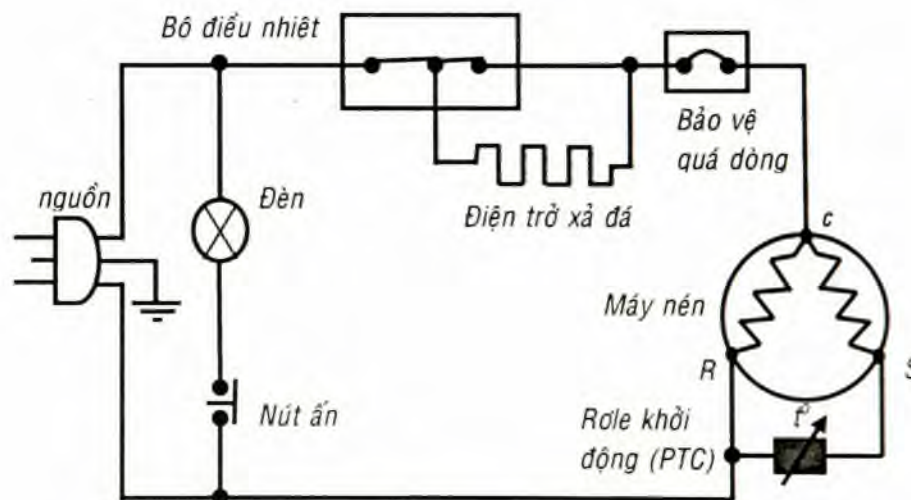 Bô điểu nhiêt
Bảo vệ
quá dòng
nguồn
Đèn
Điện trở xả đá
c
Máy nén
R
S
Nút ấn
Rơle khởi
động (PTC)
t°